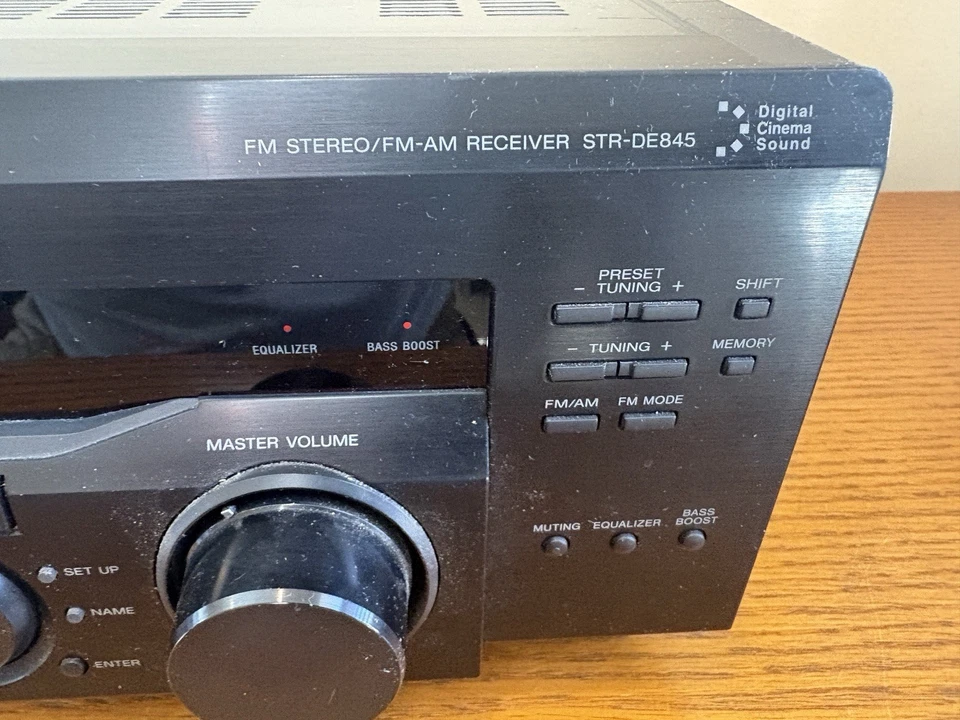 FM STEREO/FM-AM RECEIVER STR-DE845
Digital
Cinema
Sound
PRESET
– TUNING +
SHIFT
– TUNING +
MEMORY
EQUALIZER
BASS BOOST
FM/AM
FM MODE
MASTER VOLUME
MUTING
EQUALIZER
BASS
BOOST
SET UP
NAME
ENTER